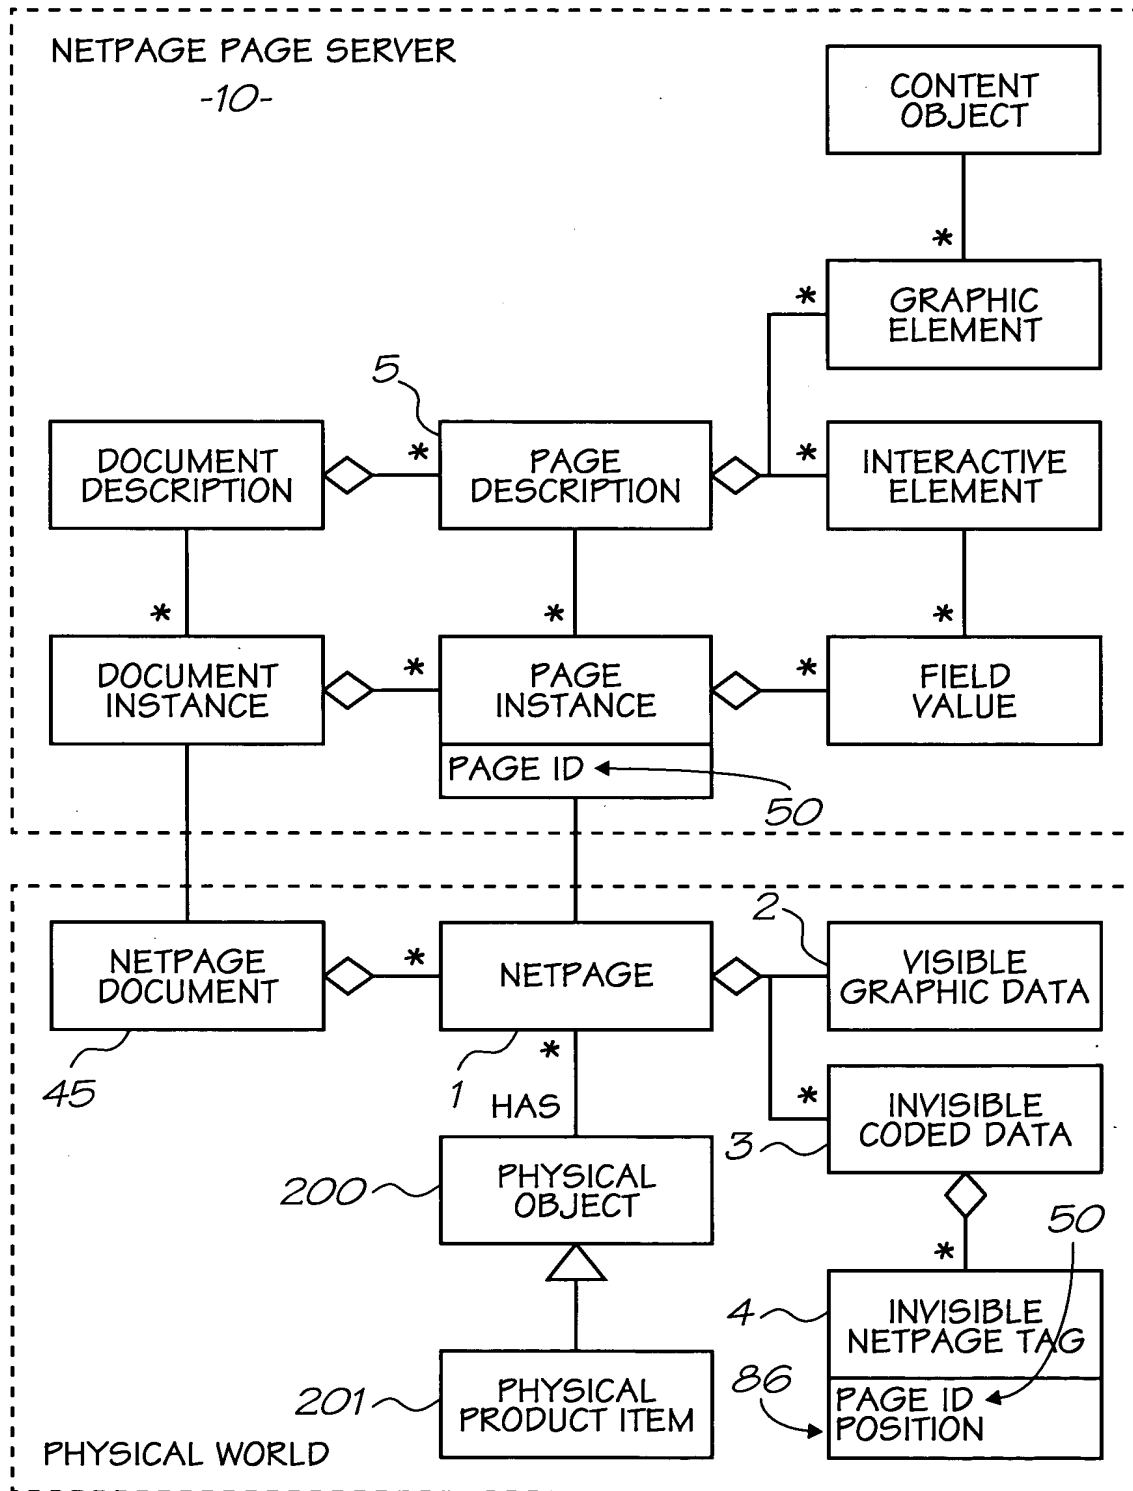 NETPAGE PAGE SERVER
-10-
CONTENT
OBJECT
*
GRAPHIC
ELEMENT
*
5
DOCUMENT
DESCRIPTION
*
PAGE
DESCRIPTION
*
INTERACTIVE
ELEMENT
*
*
*
DOCUMENT
INSTANCE
*
PAGE
INSTANCE
*
FIELD
VALUE
PAGE ID
50
NETPAGE
DOCUMENT
*
NETPAGE
2
VISIBLE
GRAPHIC DATA
45
1
*
HAS
*
3
INVISIBLE
CODED DATA
200
PHYSICAL
OBJECT
50
*
4
INVISIBLE
NETPAGE TAG
201
PHYSICAL
PRODUCT ITEM
86
PAGE ID
POSITION
PHYSICAL WORLD